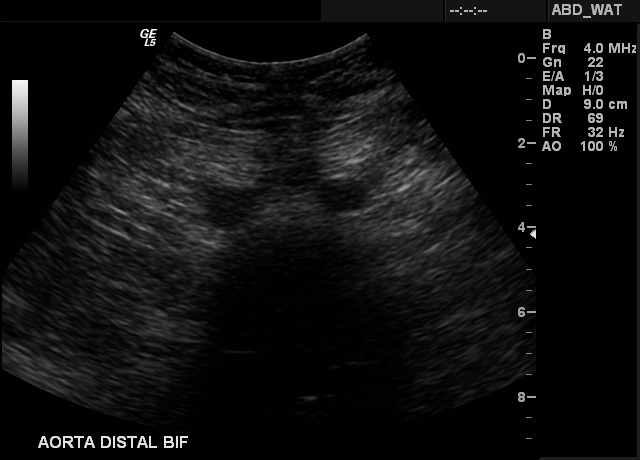 --:--:--
ABD_WAT
GE
L5
B
Frq 4.0 MHz
Gn 22
E/A 1/3
Map H/0
D 9.0 cm
DR 69
FR 32 Hz
AO 100 %
0
2
4
6
8
AORTA DISTAL BIF